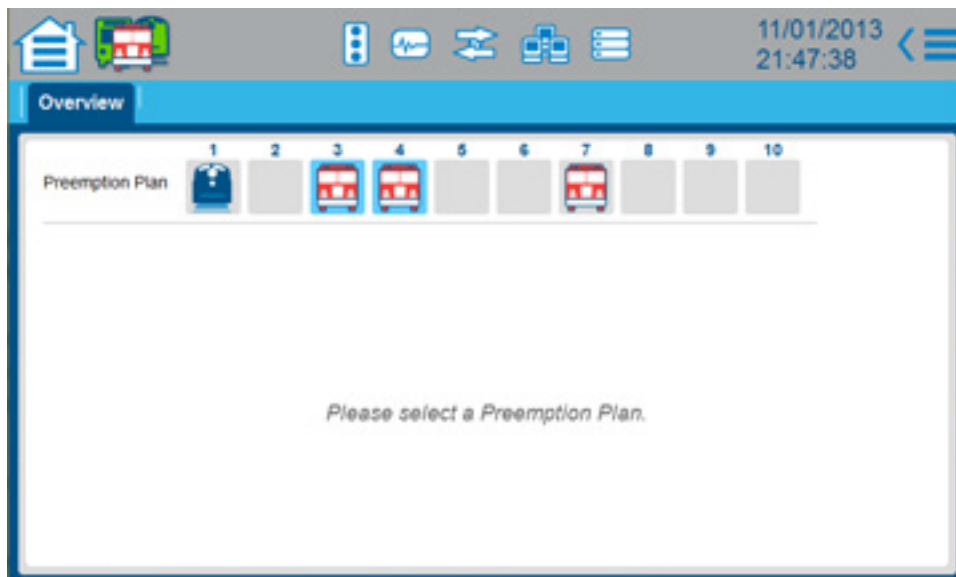 11/01/2013
21:47:38
Overview
1 2 3 4 5 6 7 8 9 10
Preemption Plan
Please select a Preemption Plan.